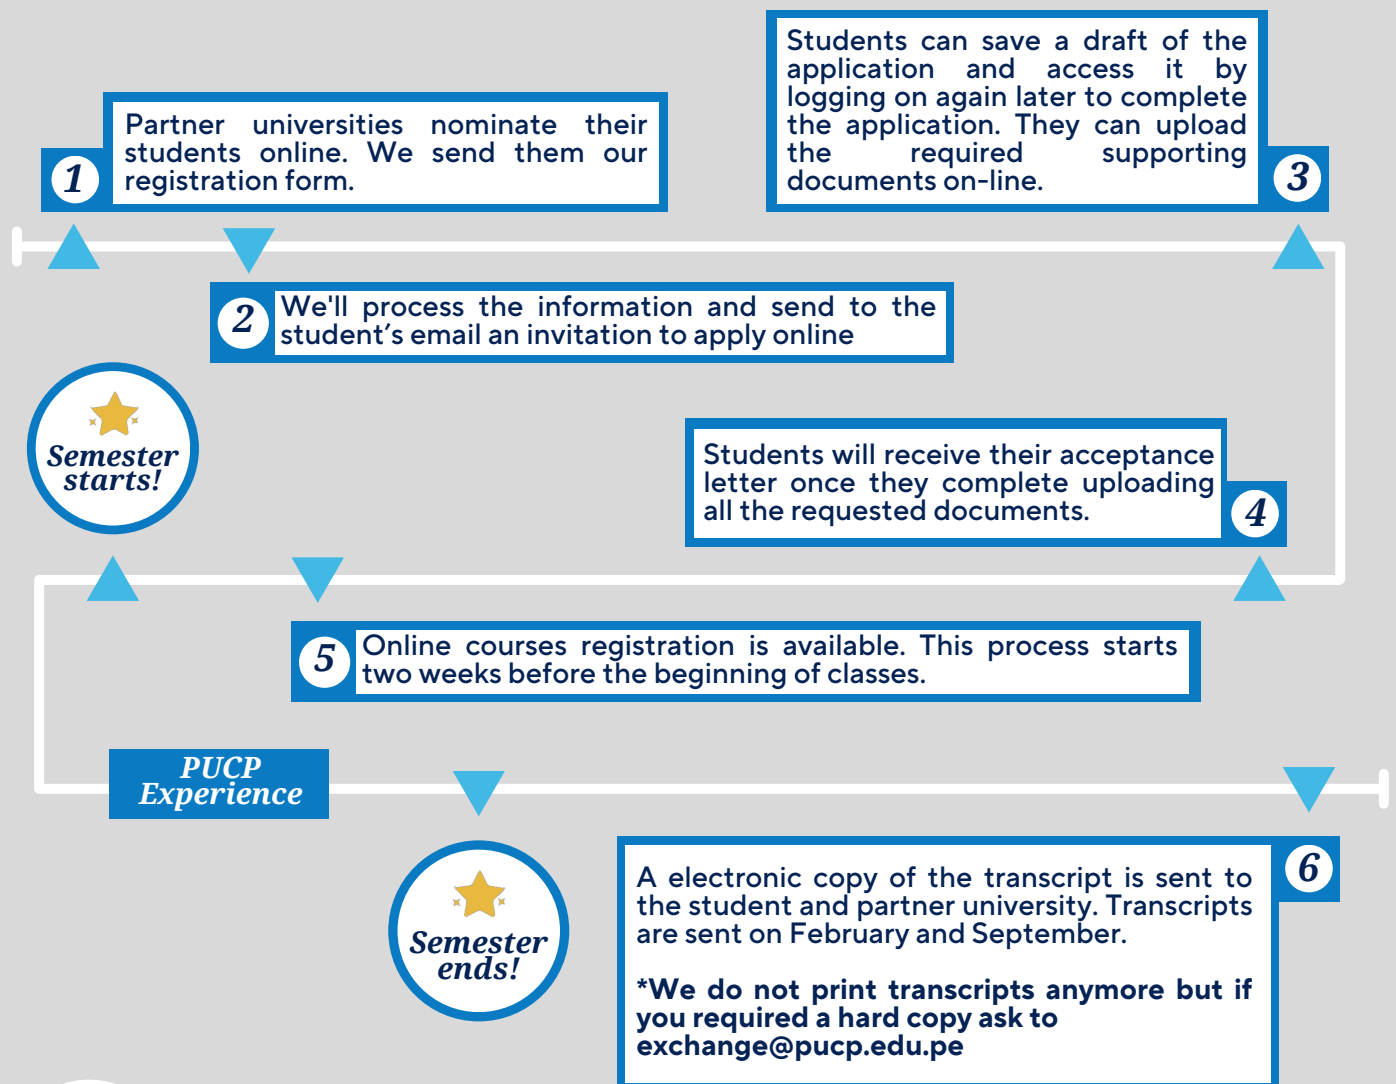 1
Partner universities nominate their
students online. We send them our
registration form.
2
We'll process the information and send to the
student’s email an invitation to apply online
3
Students can save a draft of the
application and access it by
logging on again later to complete
the application. They can upload
the required supporting
documents on-line.
4
Students will receive their acceptance
letter once they complete uploading
all the requested documents.
5
Online courses registration is available. This process starts
two weeks before the beginning of classes.
Semester
starts!
PUCP
Experience
Semester
ends!
6
A electronic copy of the transcript is sent to
the student and partner university. Transcripts
are sent on February and September.
*We do not print transcripts anymore but if
you required a hard copy ask to
exchange@pucp.edu.pe